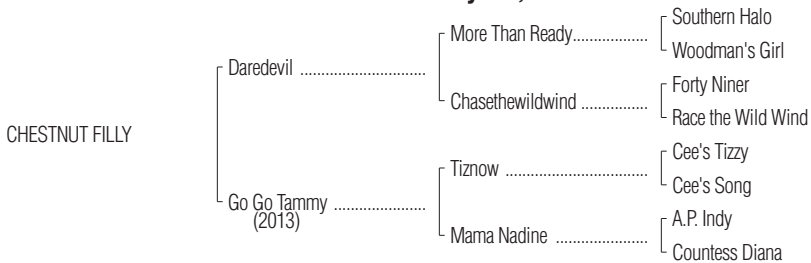 Southern Halo
More Than Ready.................
Woodman's Girl
Daredevil ..............................
Forty Niner
Chasethewildwind ................
Race the Wild Wind
CHESTNUT FILLY
Cee's Tizzy
Tiznow ...................................
Cee's Song
Go Go Tammy ......................
(2013)
A.P. Indy
Mama Nadine ......................
Countess Diana